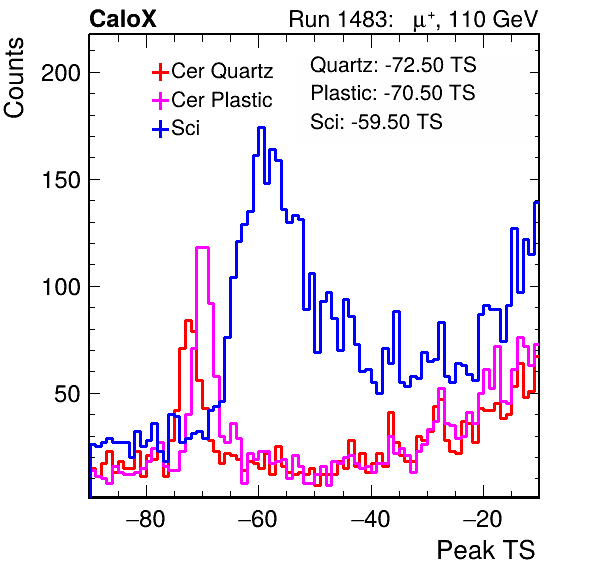 CaloX Run 1483: μ⁺, 110 GeV
Counts
Cer Quartz
Cer Plastic
Sci
Quartz: -72.50 TS
Plastic: -70.50 TS
Sci: -59.50 TS
200
150
100
50
−80 −60 −40 −20
Peak TS